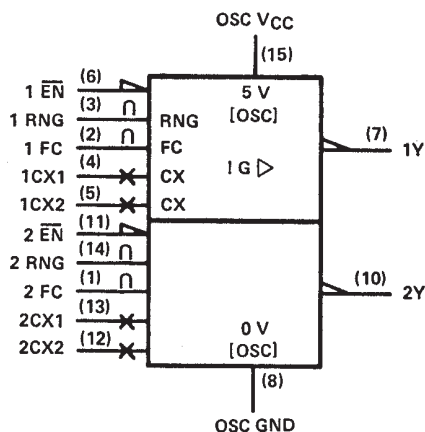 OSC VCC
(15)
1 EN (6)
5 V
[OSC]
1 RNG (3) ∩ RNG
1 FC (2) ∩ FC
(7) 1Y
1CX1 (4) CX
! G ▷
1CX2 (5) CX
2 EN (11)
2 RNG (14) ∩
2 FC (1) ∩
(10) 2Y
2CX1 (13)
0 V
2CX2 (12)
[OSC]
(8)
OSC GND